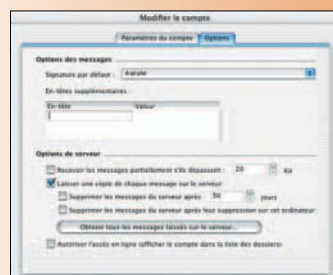 Modifier le compte
Paramètres du compte Options
Options des messages
Signature par défaut : Aucune
En-têtes supplémentaires :
En-tête Valeur
Options de serveur
Recevoir les messages partiellement s'ils dépassent : 20 Ko
Laisser une copie de chaque message sur le serveur
Supprimer les messages du serveur après 30 jours
Supprimer les messages du serveur après leur suppression sur cet ordinateur
Obtenir tous les messages laissés sur le serveur...
Autoriser l'accès en ligne (afficher le compte dans la liste des dossiers)